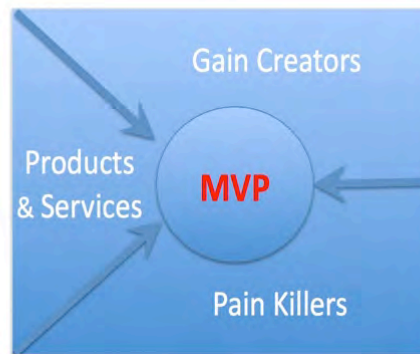 Gain Creators
Products
& Services
MVP
Pain Killers